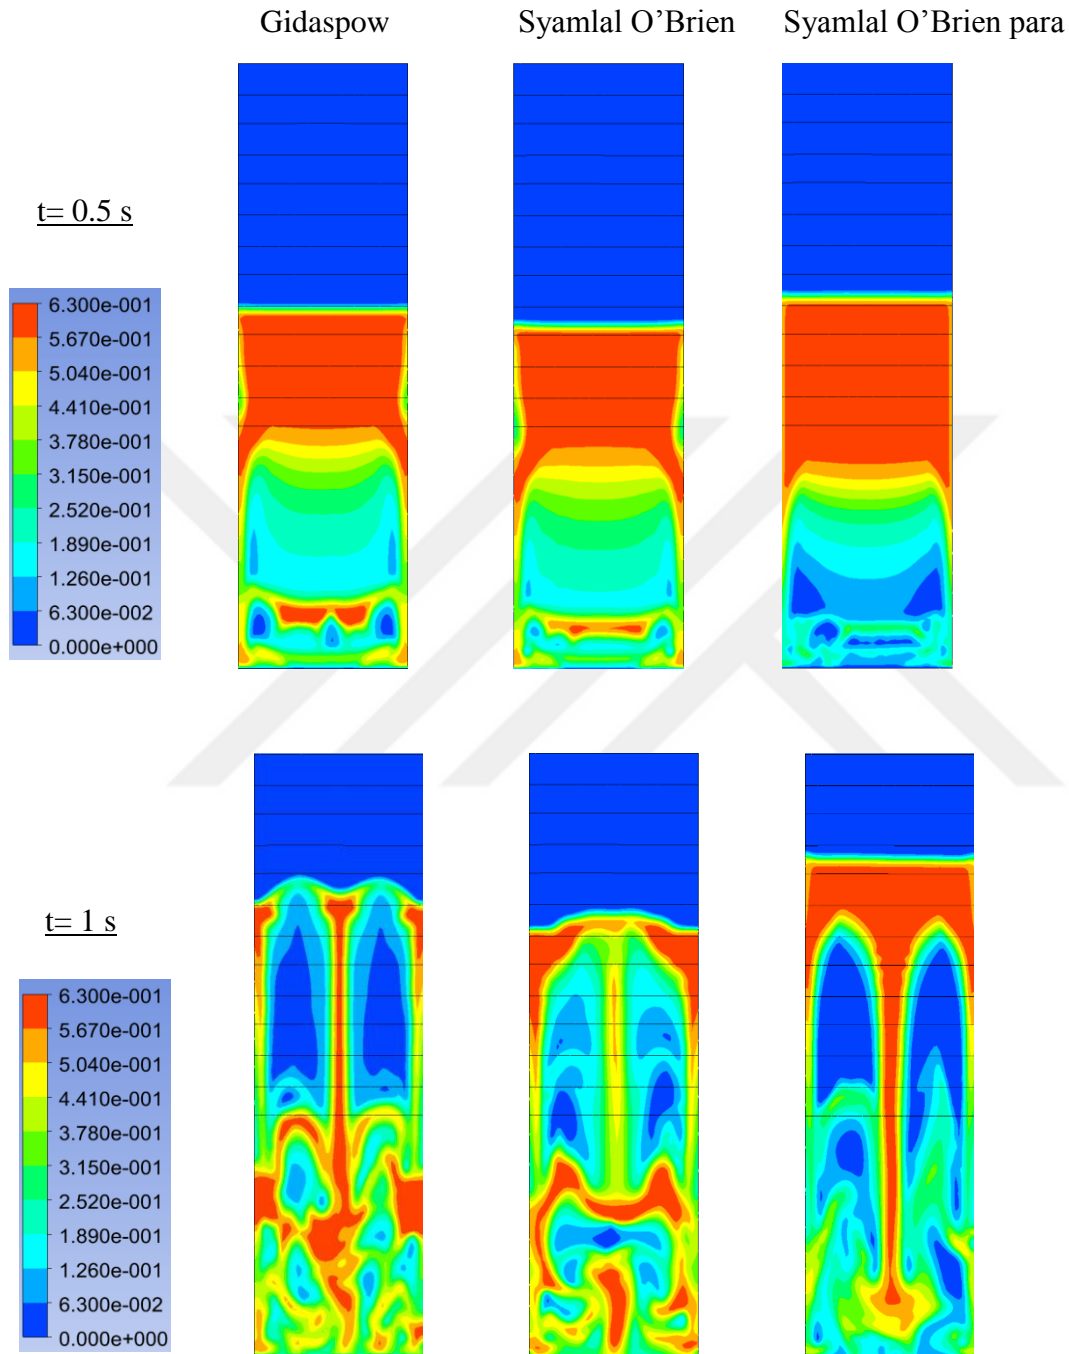 Gidaspow Syamlal O’Brien Syamlal O’Brien para
t= 0.5 s
6.300e-001
5.670e-001
5.040e-001
4.410e-001
3.780e-001
3.150e-001
2.520e-001
1.890e-001
1.260e-001
6.300e-002
0.000e+000
t= 1 s
6.300e-001
5.670e-001
5.040e-001
4.410e-001
3.780e-001
3.150e-001
2.520e-001
1.890e-001
1.260e-001
6.300e-002
0.000e+000